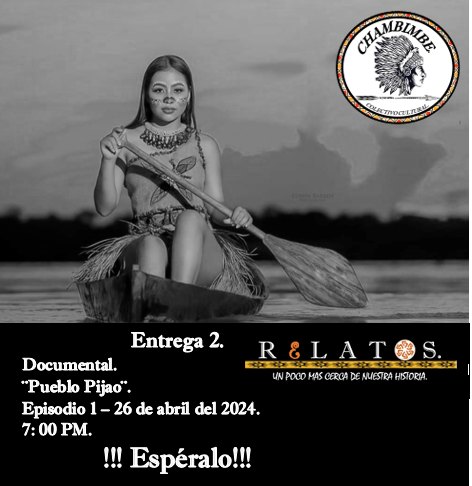 CHAMBIMBE
COLECTIVO CULTURAL
Entrega 2.
RELATOS.
UN POCO MAS CERCA DE NUESTRA HISTORIA.
Documental.
¨Pueblo Pijao¨.
Episodio 1 – 26 de abril del 2024.
7: 00 PM.
!!! Espéralo!!!